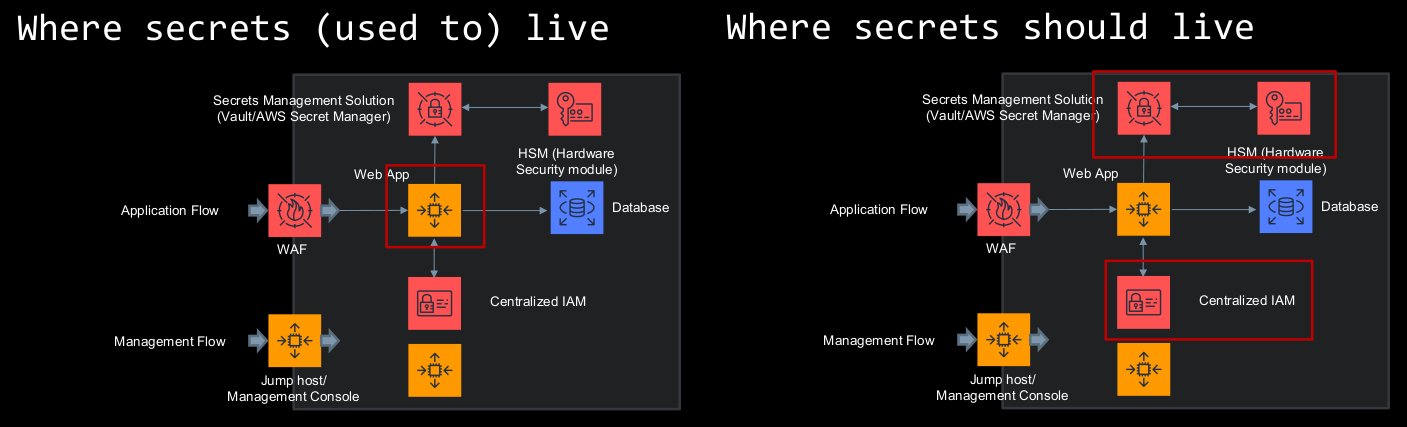 Where secrets (used to) live
Secrets Management Solution
(Vault/AWS Secret Manager)
HSM (Hardware
Security module)
Web App
Application Flow
WAF
Database
Centralized IAM
Management Flow
Jump host/
Management Console
Where secrets should live
Secrets Management Solution
(Vault/AWS Secret Manager)
HSM (Hardware
Security module)
Web App
Application Flow
WAF
Database
Centralized IAM
Management Flow
Jump host/
Management Console